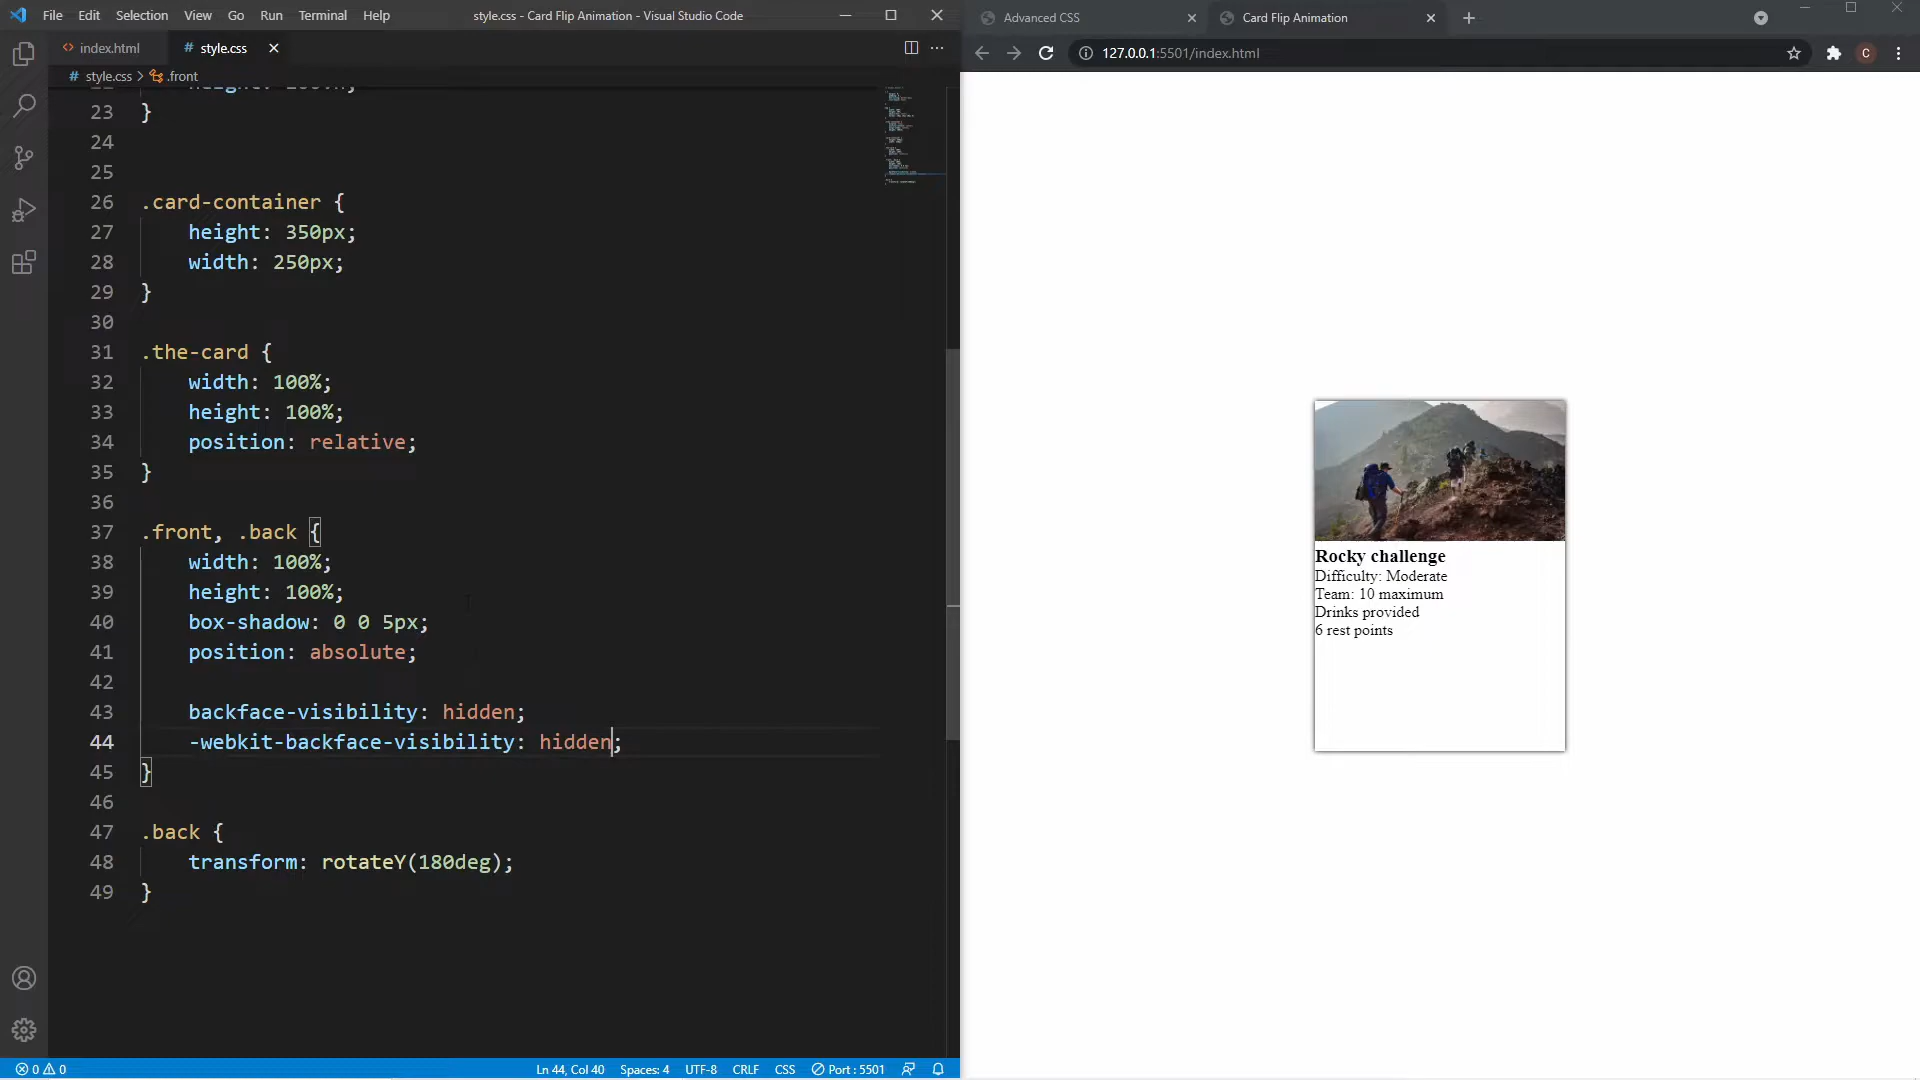 File Edit Selection View Go Run Terminal Help style.css - Card Flip Animation - Visual Studio Code
index.html # style.css
# style.css > .front
23 }
24
25
26 .card-container {
27 height: 350px;
28 width: 250px;
29 }
30
31 .the-card {
32 width: 100%;
33 height: 100%;
34 position: relative;
35 }
36
37 .front, .back {
38 width: 100%;
39 height: 100%;
40 box-shadow: 0 0 5px;
41 position: absolute;
42
43 backface-visibility: hidden;
44 -webkit-backface-visibility: hidden;
45 }
46
47 .back {
48 transform: rotateY(180deg);
49 }
0 0 Ln 44, Col 40 Spaces: 4 UTF-8 CRLF CSS Port : 5501
Advanced CSS Card Flip Animation
127.0.0.1:5501/index.html C
Rocky challenge
Difficulty: Moderate
Team: 10 maximum
Drinks provided
6 rest points